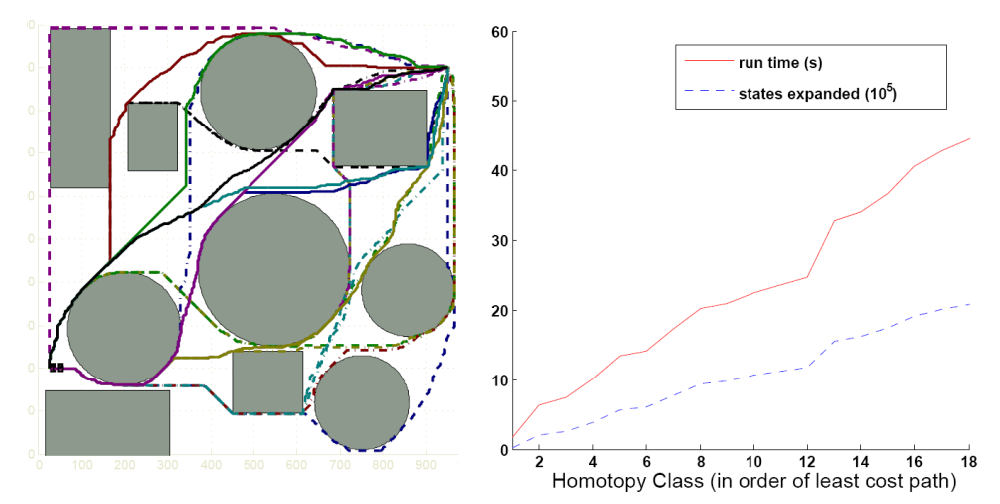 0 100 200 300 400 500 600 700 800 900
60
50
40
30
20
10
0
run time (s)
states expanded (10^5)
2 4 6 8 10 12 14 16 18
Homotopy Class (in order of least cost path)